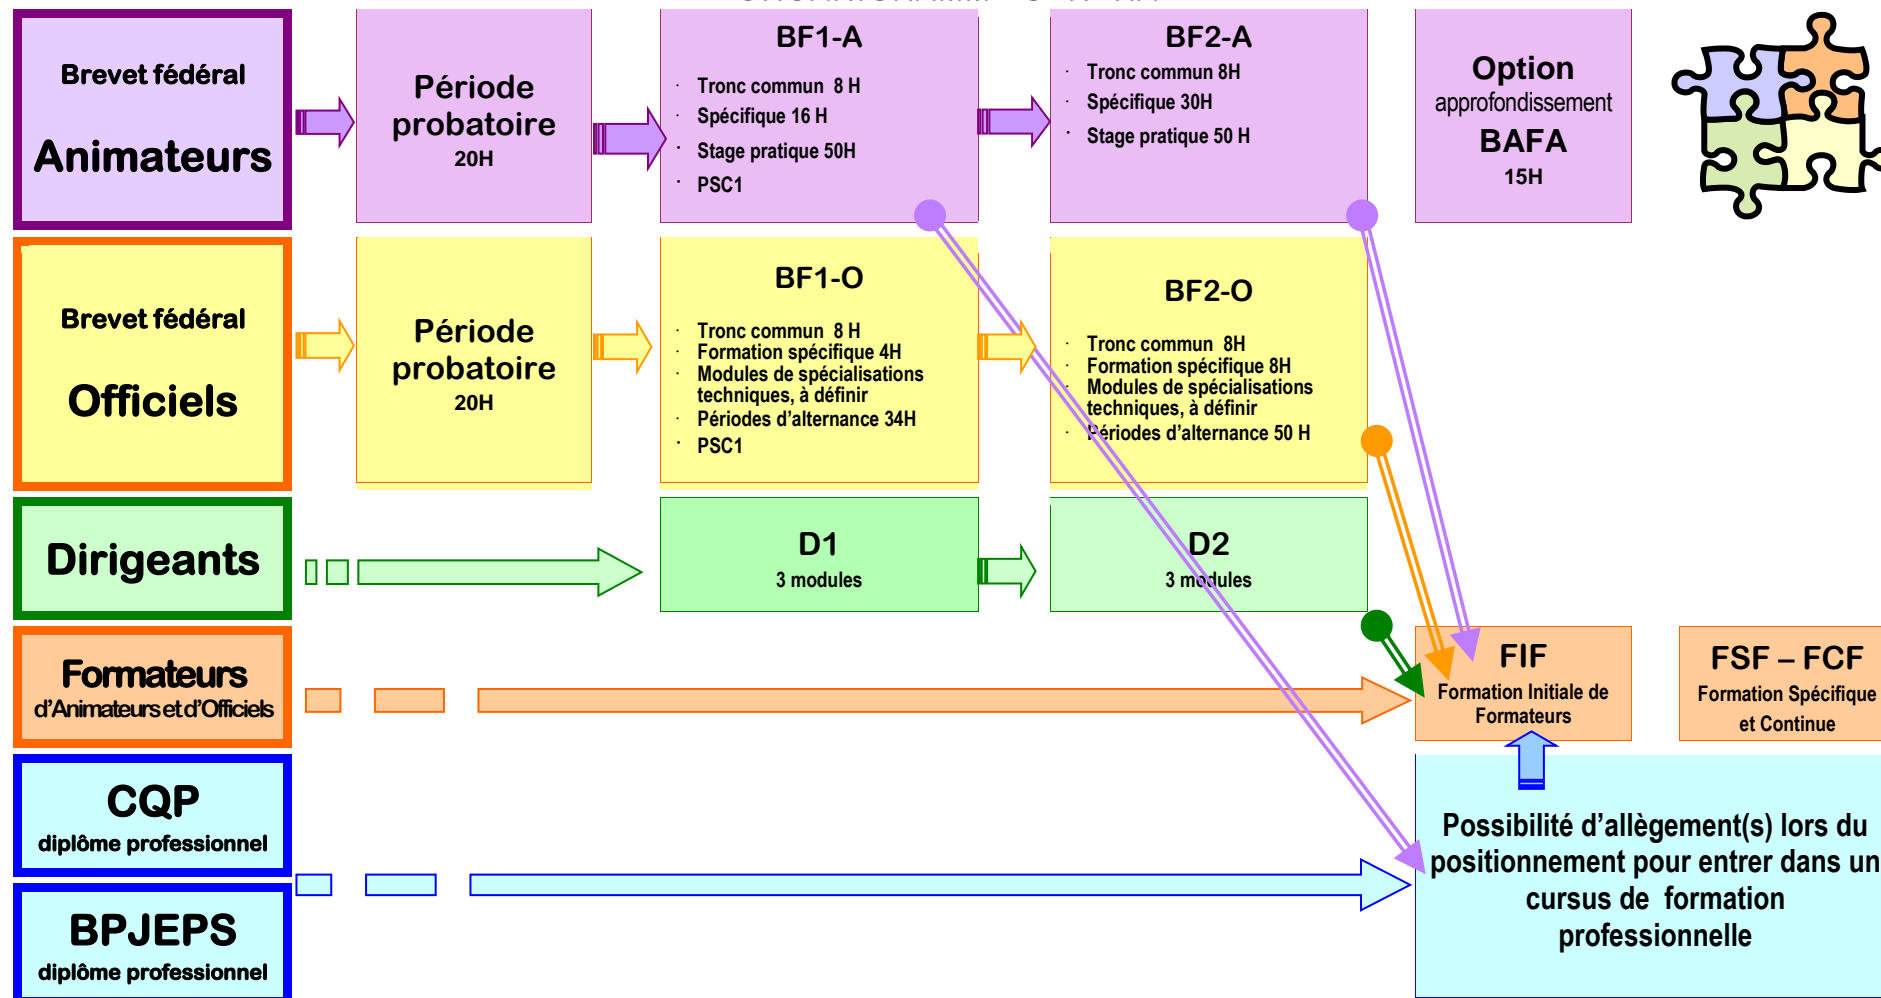 Brevet fédéral
Animateurs
Période
probatoire
20H
BF1-A
· Tronc commun 8 H
· Spécifique 16 H
· Stage pratique 50H
· PSC1
BF2-A
· Tronc commun 8H
· Spécifique 30H
· Stage pratique 50 H
Option
approfondissement
BAFA
15H
Brevet fédéral
Officiels
Période
probatoire
20H
BF1-O
· Tronc commun 8 H
· Formation spécifique 4H
· Modules de spécialisations
techniques, à définir
· Périodes d'alternance 34H
· PSC1
BF2-O
· Tronc commun 8H
· Formation spécifique 8H
· Modules de spécialisations
techniques, à définir
· Périodes d'alternance 50 H
Dirigeants
D1
3 modules
D2
3 modules
Formateurs
d'Animateurs et d'Officiels
FIF
Formation Initiale de
Formateurs
FSF – FCF
Formation Spécifique
et Continue
CQP
diplôme professionnel
BPJEPS
diplôme professionnel
Possibilité d'allègement(s) lors du
positionnement pour entrer dans un
cursus de formation
professionnelle